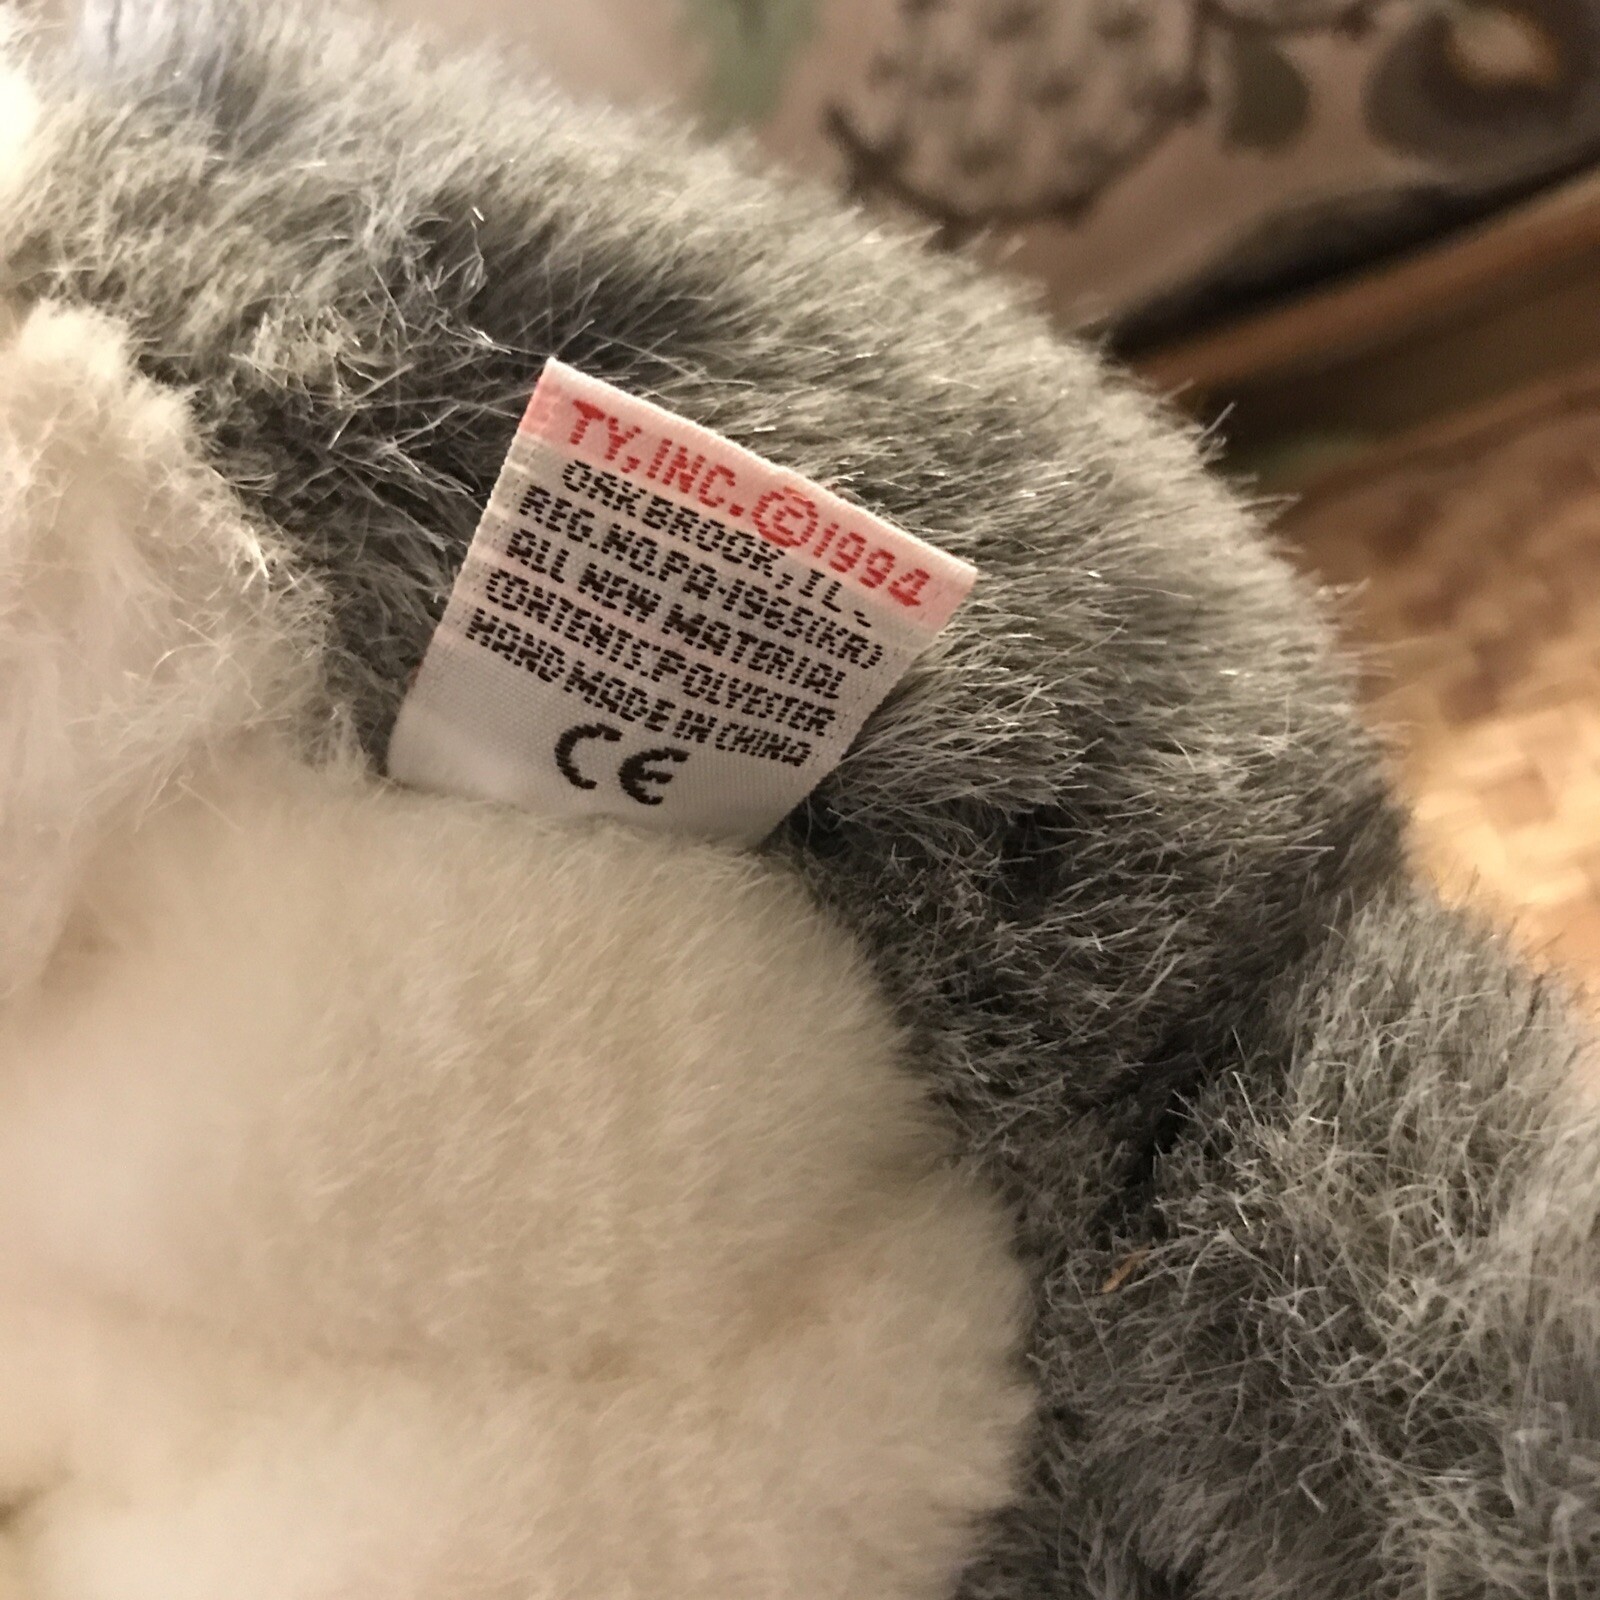 TY, INC. ©1994
OAKBROOK, IL.
REG.NO.PA-1965(KR)
ALL NEW MATERIAL
CONTENTS:POLYESTER
HAND MADE IN CHINA
CE